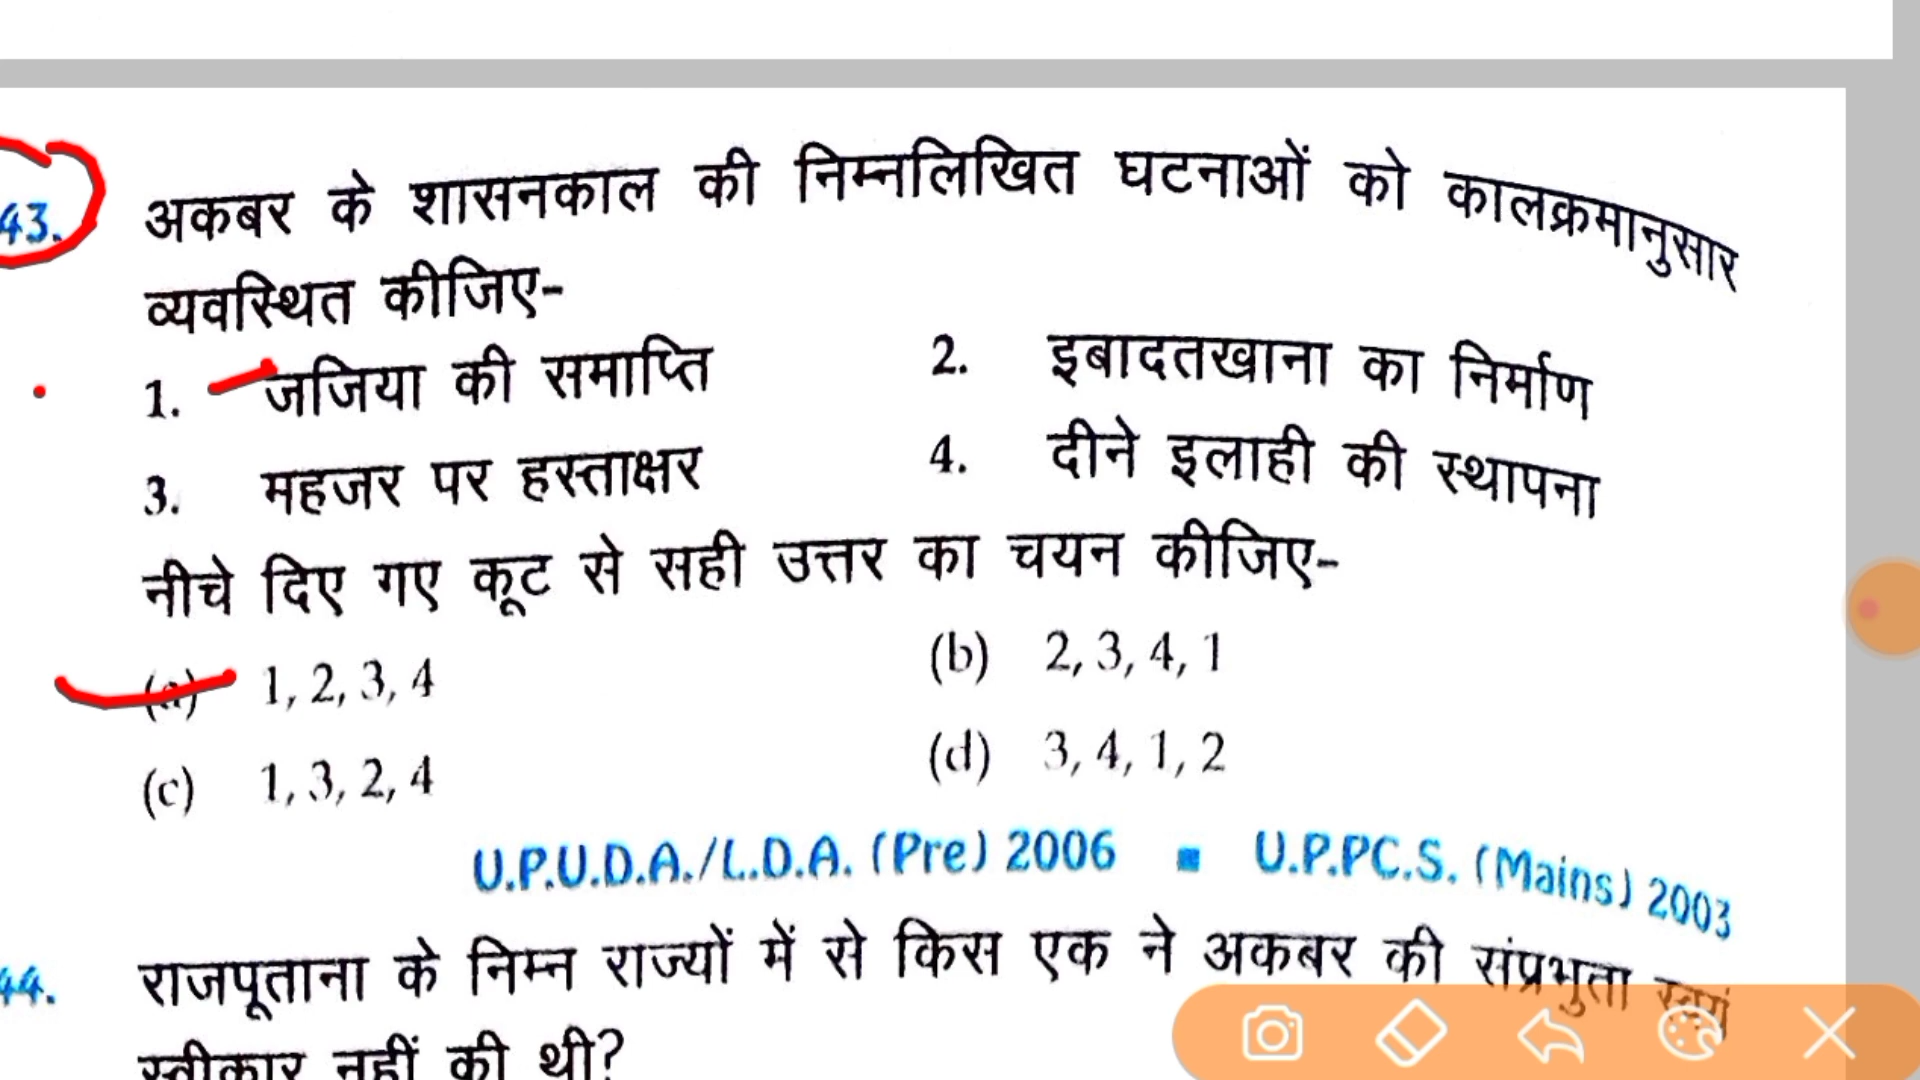 43. अकबर के शासनकाल की निम्नलिखित घटनाओं को कालक्रमानुसार
व्यवस्थित कीजिए-
1. जजिया की समाप्ति 2. इबादतखाना का निर्माण
3. महजर पर हस्ताक्षर 4. दीने इलाही की स्थापना
नीचे दिए गए कूट से सही उत्तर का चयन कीजिए-
(a) 1, 2, 3, 4 (b) 2, 3, 4, 1
(c) 1, 3, 2, 4 (d) 3, 4, 1, 2
U.P.U.D.A./L.D.A. (Pre) 2006 ▪ U.P.PC.S. (Mains) 2003
44. राजपूताना के निम्न राज्यों में से किस एक ने अकबर की संप्रभुता स्वयं
स्वीकार नहीं की थी?